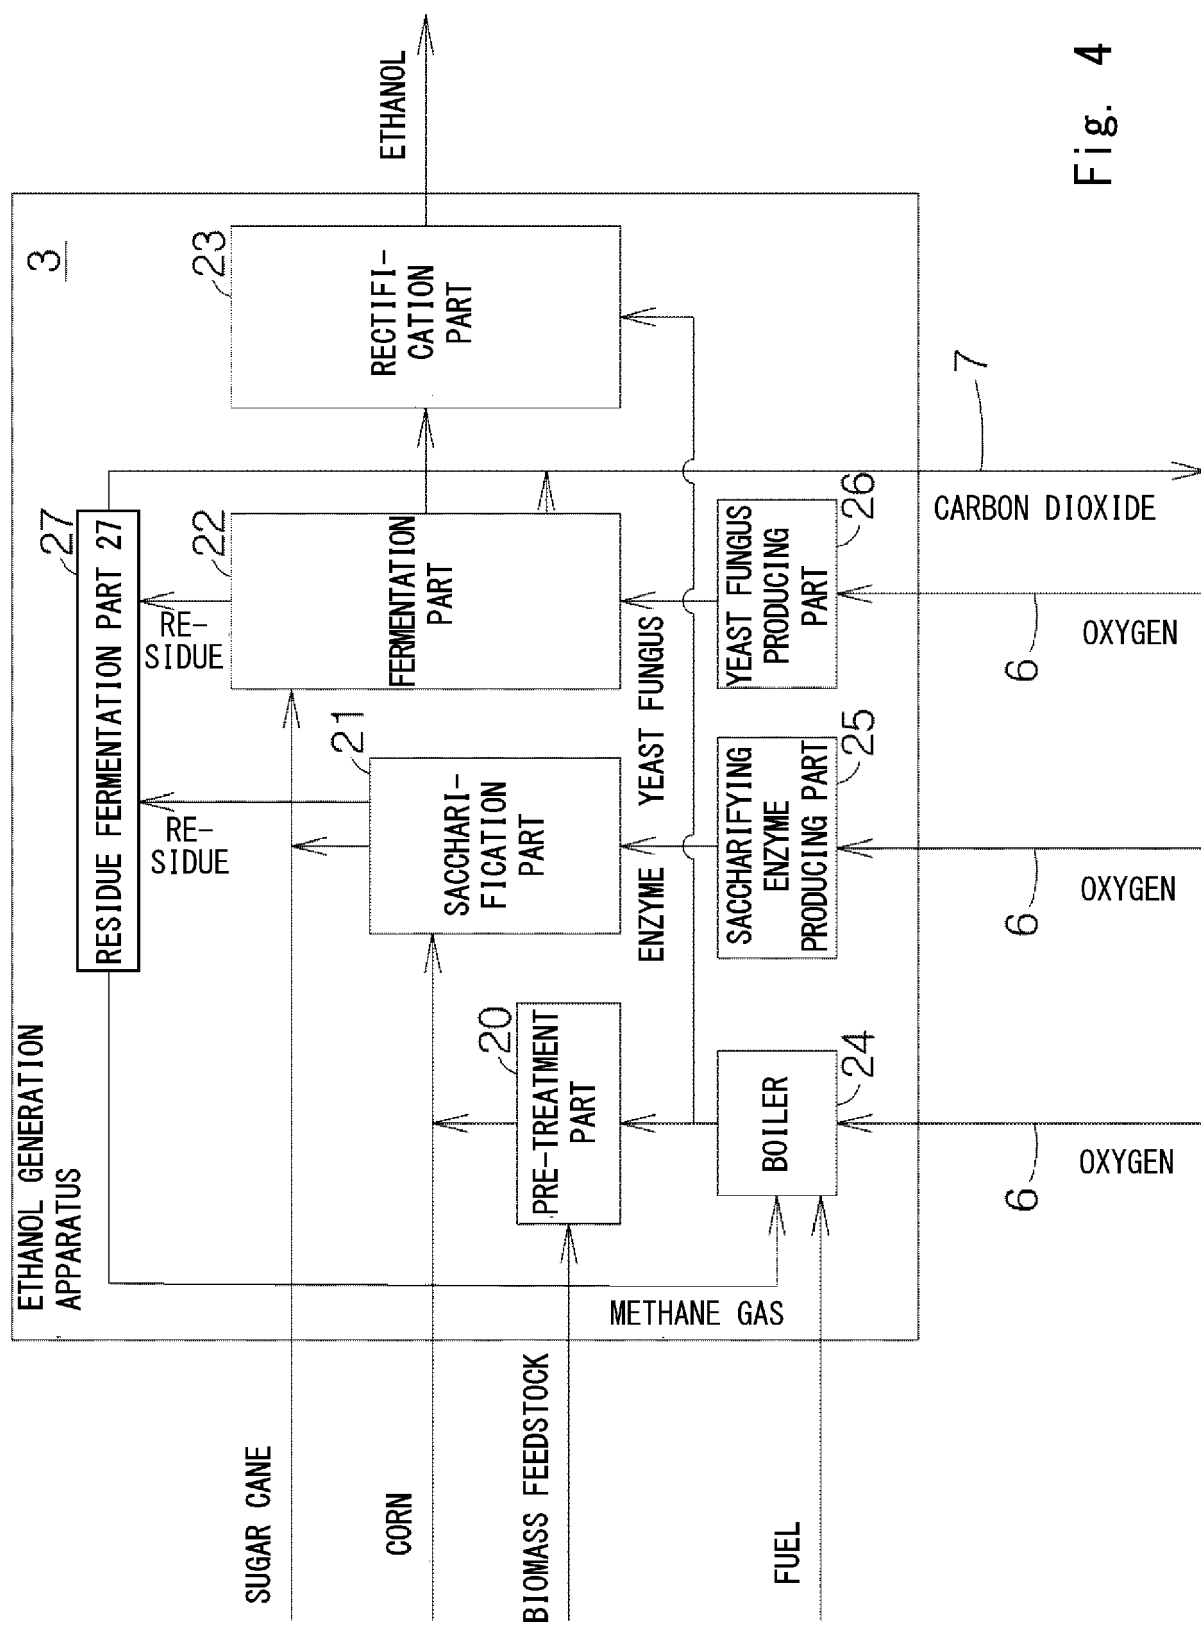 ETHANOL GENERATION
APPARATUS
3
27
RESIDUE FERMENTATION PART 27
RE-
SIDUE
RE-
SIDUE
22
23
21
SUGAR CANE
SACCHARI-
FICATION
PART
FERMENTATION
PART
RECTIFI-
CATION
PART
ETHANOL
CORN
20
PRE-TREATMENT
PART
BIOMASS FEEDSTOCK
ENZYME
YEAST FUNGUS
METHANE GAS
BOILER
24
SACCHARIFYING
ENZYME
PRODUCING PART
25
YEAST FUNGUS
PRODUCING
PART
26
FUEL
7
CARBON DIOXIDE
6
OXYGEN
6
OXYGEN
6
OXYGEN
Fig. 4